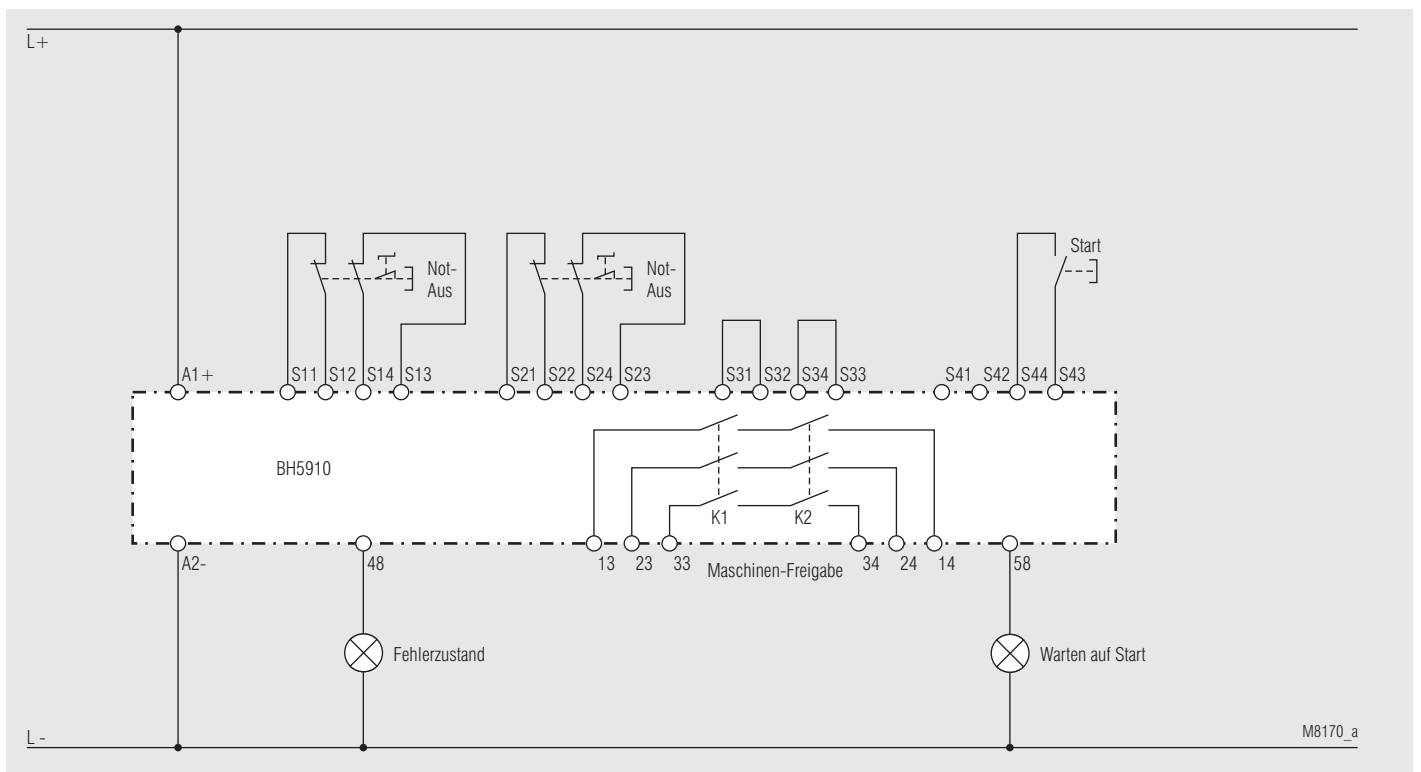 L+
Not-
Aus
Not-
Aus
Start
A1+
S11
S12
S14
S13
S21
S22
S24
S23
S31
S32
S34
S33
S41
S42
S44
S43
BH5910
K1
K2
A2-
48
13
23
33
Maschinen-Freigabe
34
24
14
58
Fehlerzustand
Warten auf Start
L -
M8170_a